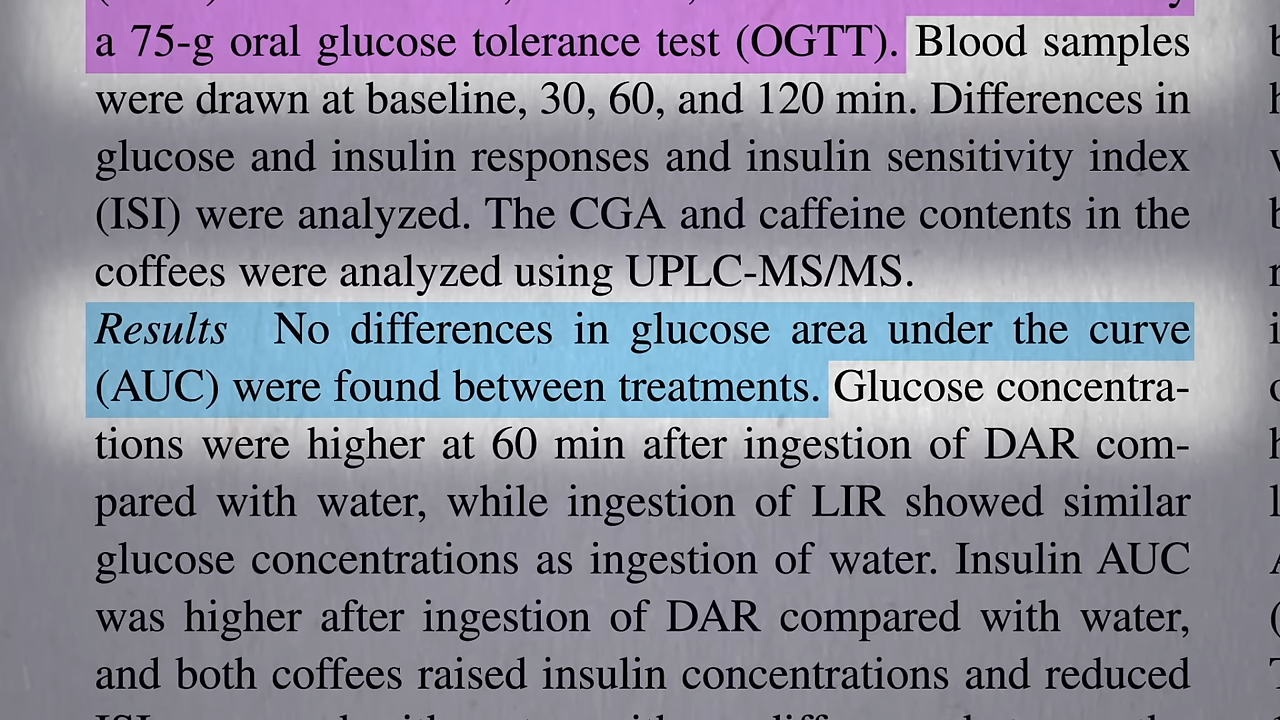 a 75-g oral glucose tolerance test (OGTT). Blood samples
were drawn at baseline, 30, 60, and 120 min. Differences in
glucose and insulin responses and insulin sensitivity index
(ISI) were analyzed. The CGA and caffeine contents in the
coffees were analyzed using UPLC-MS/MS.
Results No differences in glucose area under the curve
(AUC) were found between treatments. Glucose concentra-
tions were higher at 60 min after ingestion of DAR com-
pared with water, while ingestion of LIR showed similar
glucose concentrations as ingestion of water. Insulin AUC
was higher after ingestion of DAR compared with water,
and both coffees raised insulin concentrations and reduced